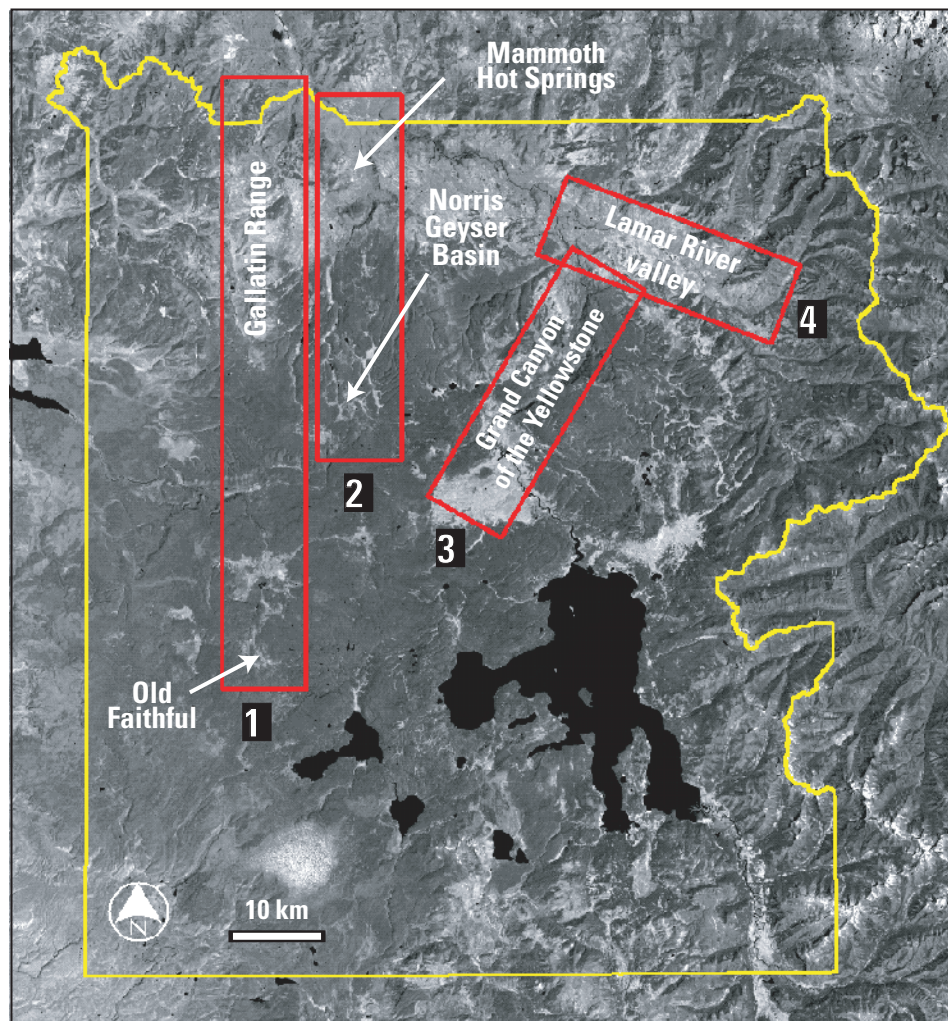 Mammoth
Hot Springs
Norris
Geyser
Basin
Gallatin Range
Lamar River
valley
4
Grand Canyon
of the Yellowstone
2
3
Old
Faithful
1
10 km
N